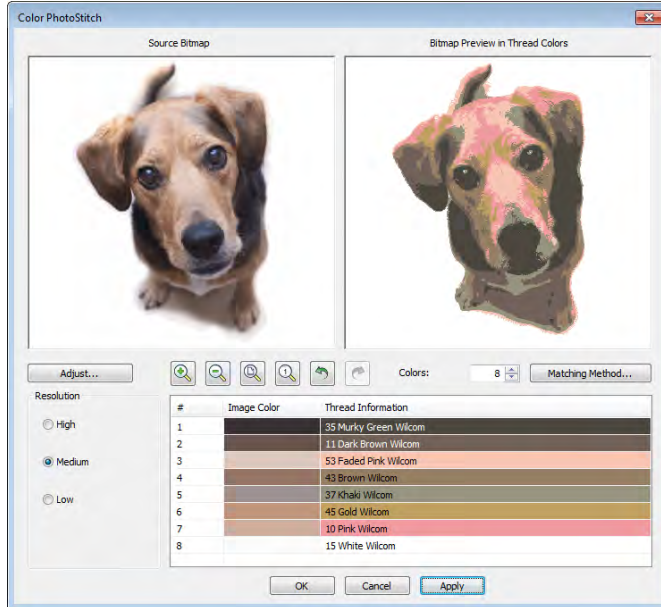 Color PhotoStitch
Source Bitmap
Bitmap Preview in Thread Colors
Adjust...
1
Colors:
8
Matching Method...
Resolution
High
Medium
Low
# Image Color Thread Information
1 35 Murky Green Wilcom
2 11 Dark Brown Wilcom
3 53 Faded Pink Wilcom
4 43 Brown Wilcom
5 37 Khaki Wilcom
6 45 Gold Wilcom
7 10 Pink Wilcom
8 15 White Wilcom
OK Cancel Apply